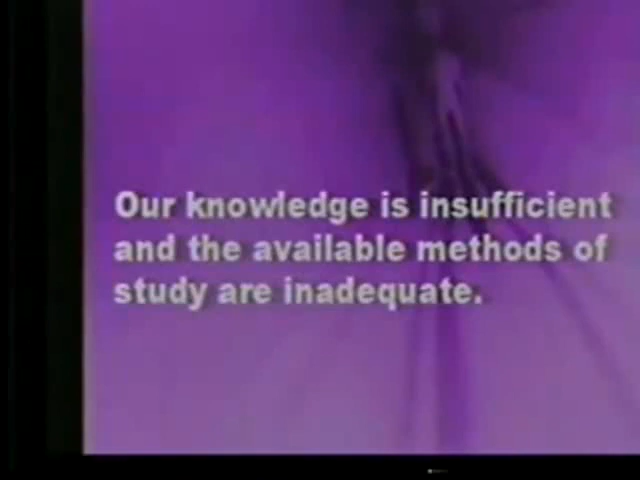 Our knowledge is insufficient
and the available methods of
study are inadequate.